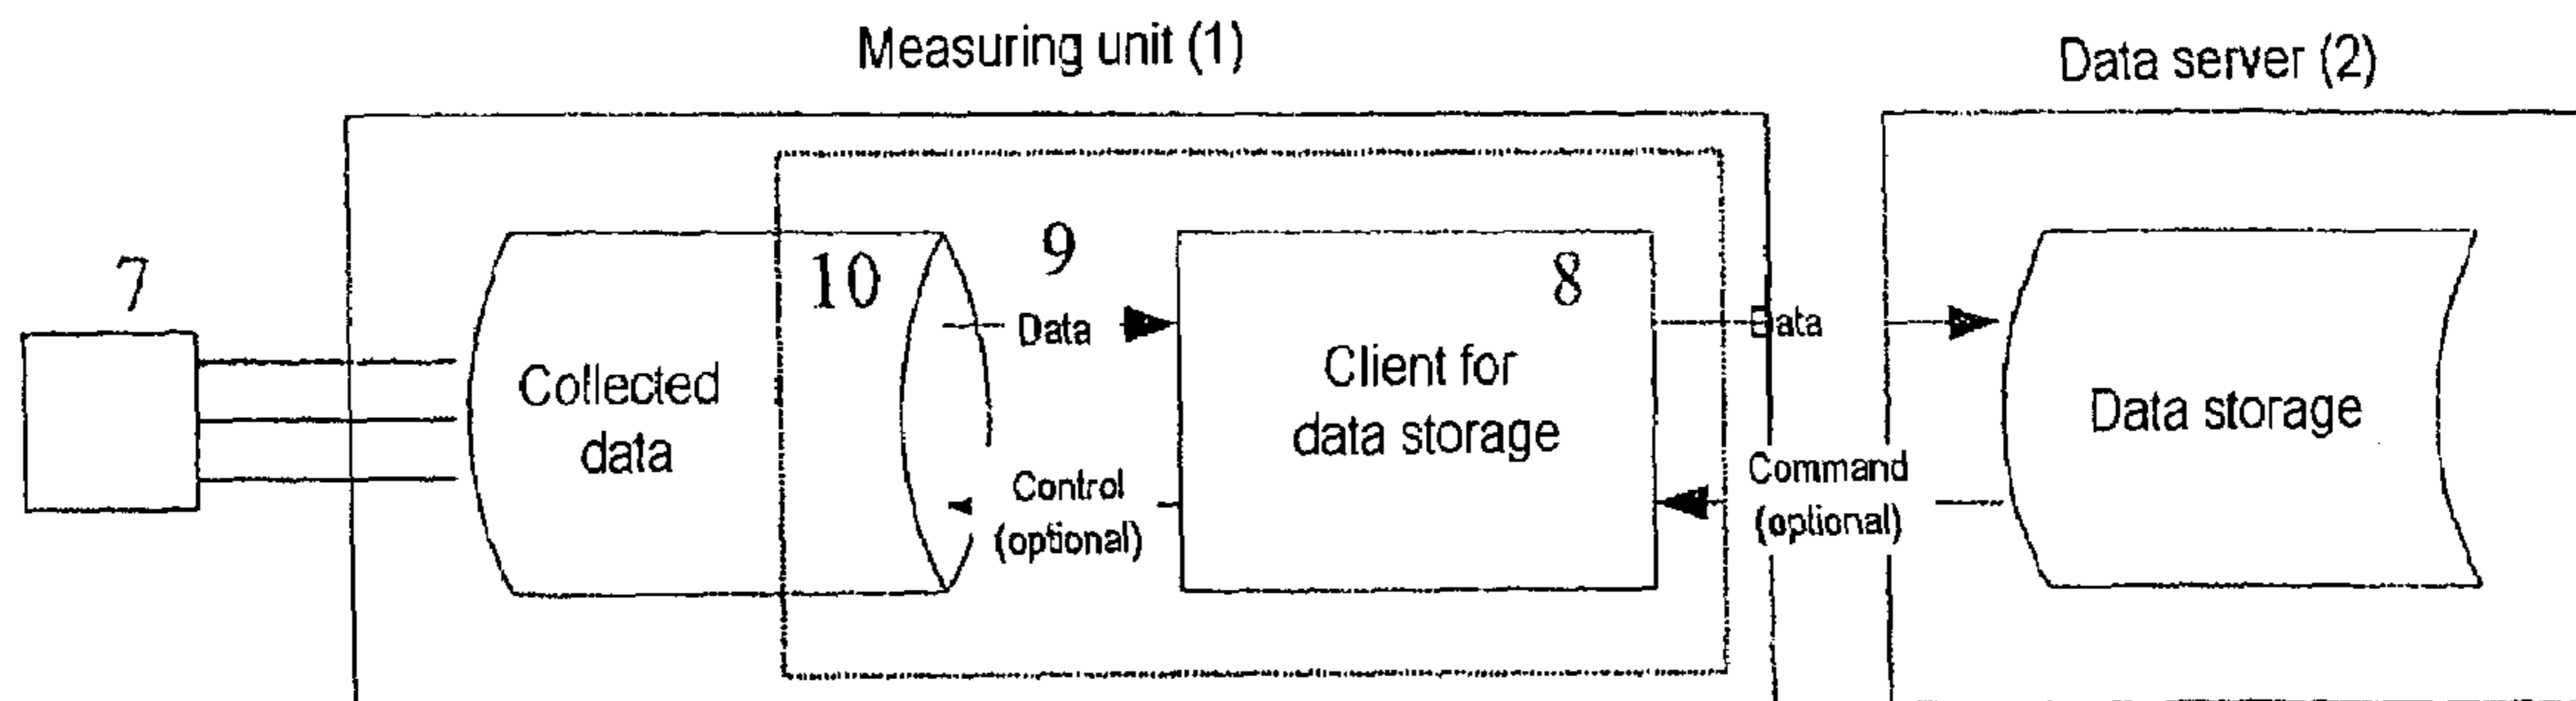 Measuring unit (1)
Data server (2)
7
10
9
8
Data
Data
Collected
data
Client for
data storage
Data storage
Control
(optional)
Command
(optional)